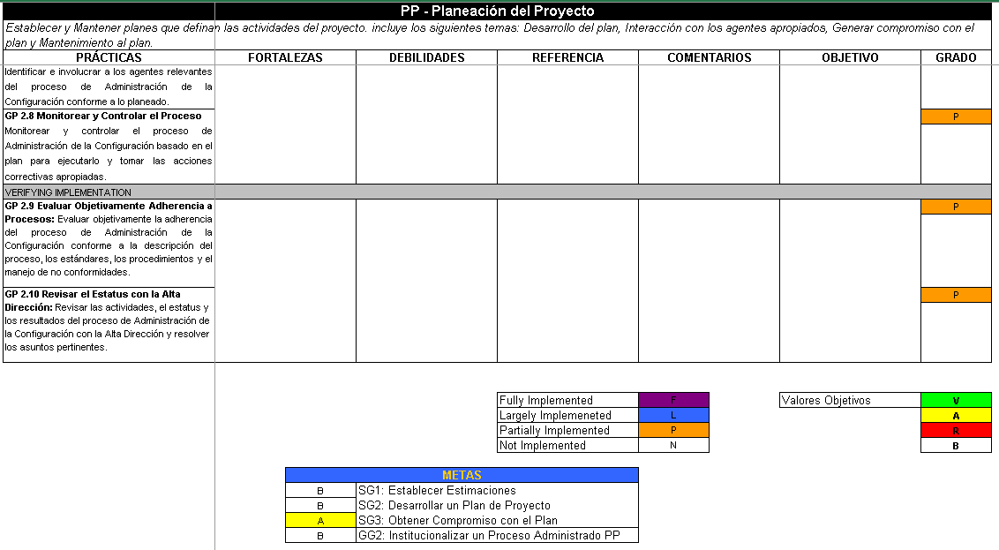 PP - Planeación del Proyecto
Establecer y Mantener planes que definan las actividades del proyecto. incluye los siguientes temas: Desarrollo del plan, Interacción con los agentes apropiados, Generar compromiso con el
plan y Mantenimiento al plan.
PRÁCTICAS FORTALEZAS DEBILIDADES REFERENCIA COMENTARIOS OBJETIVO GRADO
Identificar e involucrar a los agentes relevantes
del proceso de Administración de la
Configuración conforme a lo planeado.
GP 2.8 Monitorear y Controlar el Proceso P
Monitorear y controlar el proceso de
Administración de la Configuración basado en el
plan para ejecutarlo y tomar las acciones
correctivas apropiadas.
VERIFYING IMPLEMENTATION
GP 2.9 Evaluar Objetivamente Adherencia a P
Procesos: Evaluar objetivamente la adherencia
del proceso de Administración de la
Configuración conforme a la descripción del
proceso, los estándares, los procedimientos y el
manejo de no conformidades.
GP 2.10 Revisar el Estatus con la Alta P
Dirección: Revisar las actividades, el estatus y
los resultados del proceso de Administración de
la Configuración con la Alta Dirección y resolver
los asuntos pertinentes.
Fully Implemented F Valores Objetivos V
Largely Implemeneted L A
Partially Implemented P R
Not Implemented N B
METAS
B SG1: Establecer Estimaciones
B SG2: Desarrollar un Plan de Proyecto
A SG3: Obtener Compromiso con el Plan
B GG2: Institucionalizar un Proceso Administrado PP